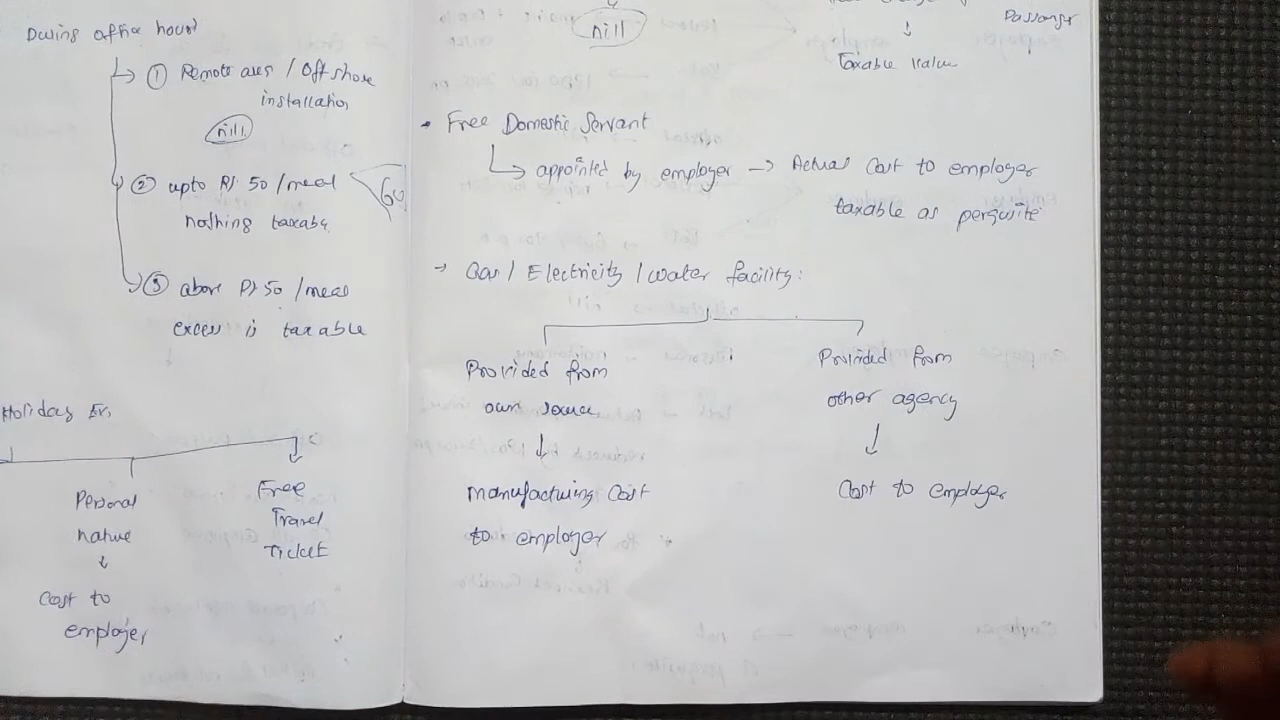 During office hours
① Remote area / Off shore
installation
nill
② upto Rs 50 / meal
nothing taxable
③ above Rs 50 / meal
excess is taxable
Holiday Ex,
Personal
nature
Cost to
employer
Free
Travel
Ticket
nill
Taxable Value
Passanger
• Free Domestic Servant
appointed by employer → Actual Cost to employer
taxable as perquisite
→ Gas / Electricity / water facility:
Provided from
own source
Manufacturing Cost
to employer
Provided from
other agency
Cost to employer